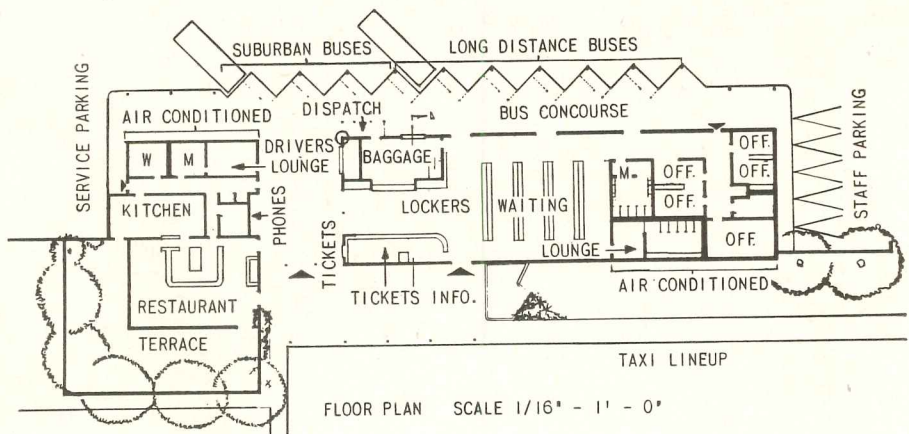 SUBURBAN BUSES
LONG DISTANCE BUSES
SERVICE PARKING
AIR CONDITIONED
DISPATCH
BUS CONCOURSE
STAFF PARKING
W
M
DRIVERS
LOUNGE
BAGGAGE
M
OFF.
OFF.
OFF.
OFF.
KITCHEN
PHONES
LOCKERS
WAITING
TICKETS
LOUNGE
OFF.
RESTAURANT
TICKETS INFO.
AIR CONDITIONED
TERRACE
TAXI LINEUP
FLOOR PLAN SCALE 1/16" - 1' - 0"